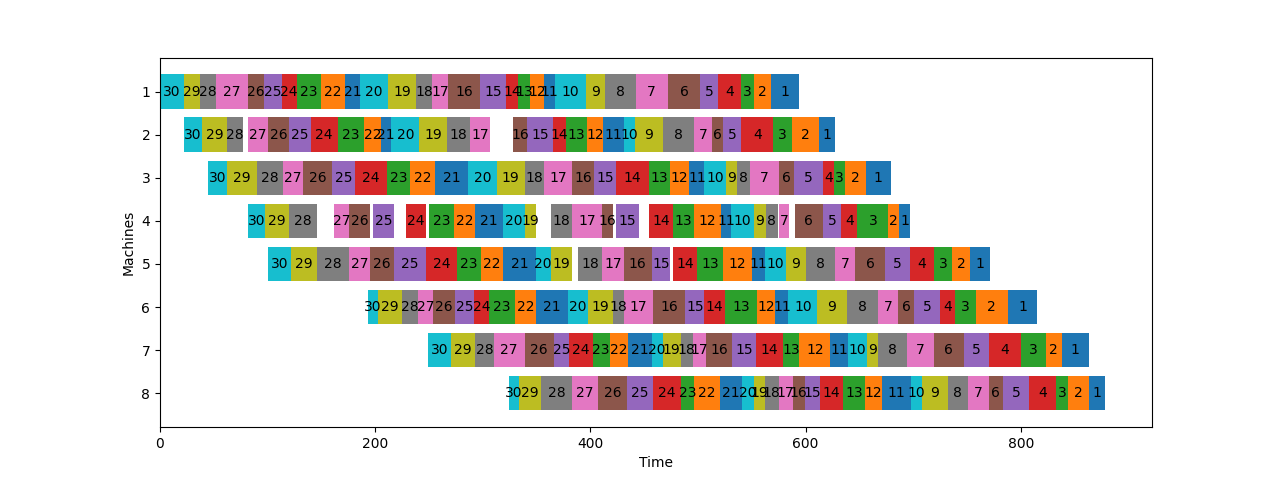 1 30 29 28 27 26 25 24 23 22 21 20 19 18 17 16 15 14 13 12 11 10 9 8 7 6 5 4 3 2 1
2 30 29 28 27 26 25 24 23 22 21 20 19 18 17 16 15 14 13 12 11 10 9 8 7 6 5 4 3 2 1
3 30 29 28 27 26 25 24 23 22 21 20 19 18 17 16 15 14 13 12 11 10 9 8 7 6 5 4 3 2 1
4 30 29 28 27 26 25 24 23 22 21 20 19 18 17 16 15 14 13 12 11 10 9 8 7 6 5 4 3 2 1
5 30 29 28 27 26 25 24 23 22 21 20 19 18 17 16 15 14 13 12 11 10 9 8 7 6 5 4 3 2 1
6 30 29 28 27 26 25 24 23 22 21 20 19 18 17 16 15 14 13 12 11 10 9 8 7 6 5 4 3 2 1
7 30 29 28 27 26 25 24 23 22 21 20 19 18 17 16 15 14 13 12 11 10 9 8 7 6 5 4 3 2 1
8 30 29 28 27 26 25 24 23 22 21 20 19 18 17 16 15 14 13 12 11 10 9 8 7 6 5 4 3 2 1
Machines
0 200 400 600 800
Time